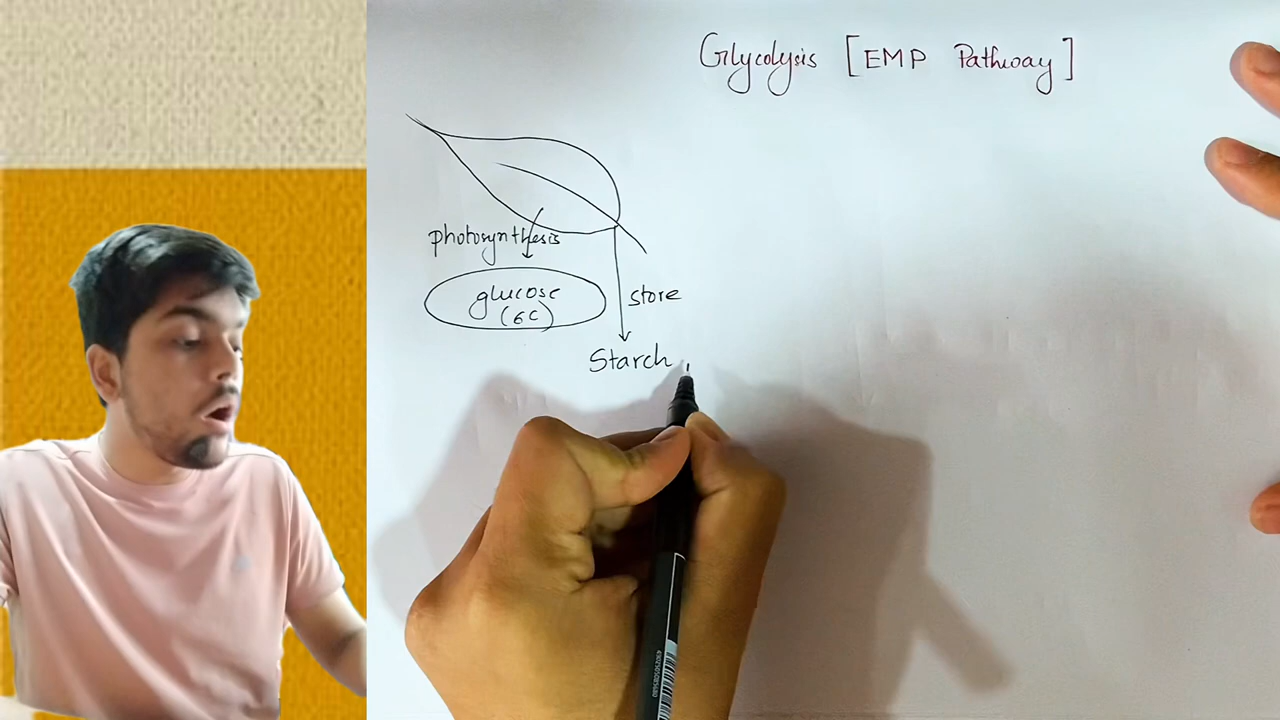 Glycolysis [EMP Pathway]
photosynthesis
glucose
(6C)
store
Starch